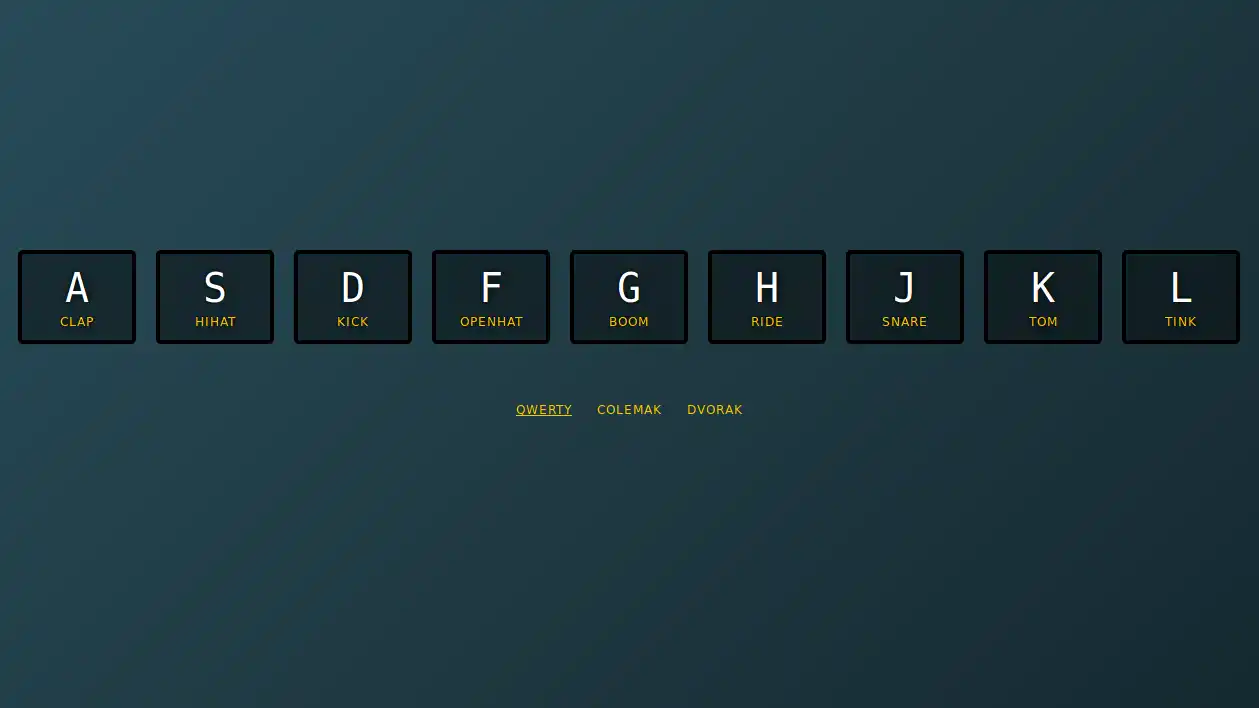 A S D F G H J K L
CLAP HIHAT KICK OPENHAT BOOM RIDE SNARE TOM TINK
QWERTY COLEMAK DVORAK